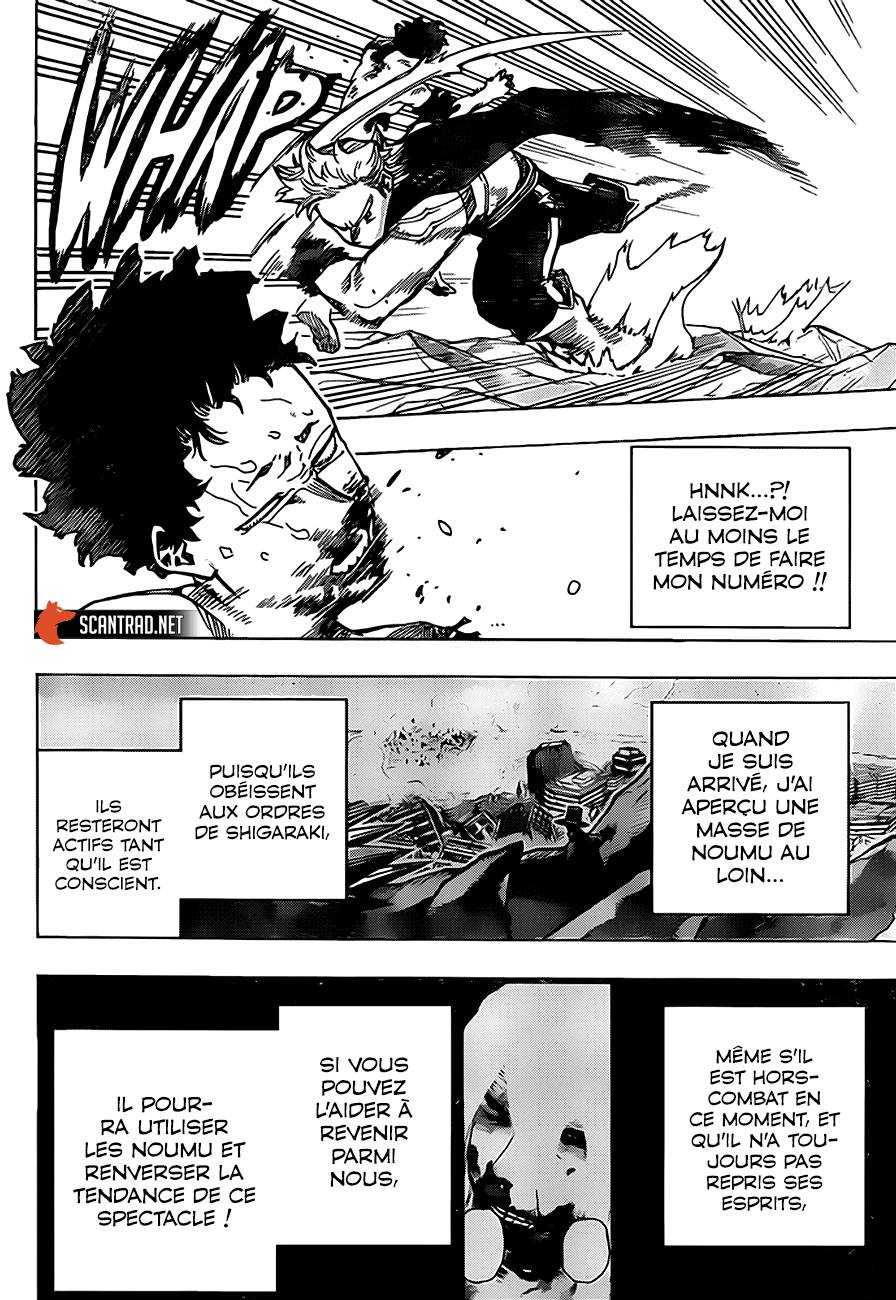 WHAP
HNNK...?!
LAISSEZ-MOI
AU MOINS LE
TEMPS DE FAIRE
MON NUMÉRO !!
SCANTRAD.NET
QUAND
JE SUIS
ARRIVÉ, J'AI
APERÇU UNE
MASSE DE
NOUMU AU
LOIN...
PUISQU'ILS
OBÉISSENT
AUX ORDRES
DE SHIGARAKI,
ILS
RESTERONT
ACTIFS TANT
QU'IL EST
CONSCIENT.
MÊME S'IL
EST HORS-
COMBAT EN
CE MOMENT, ET
QU'IL N'A TOU-
JOURS PAS
REPRIS SES
ESPRITS,
SI VOUS
POUVEZ
L'AIDER À
REVENIR
PARMI
NOUS,
IL POUR-
RA UTILISER
LES NOUMU ET
RENVERSER LA
TENDANCE DE CE
SPECTACLE !